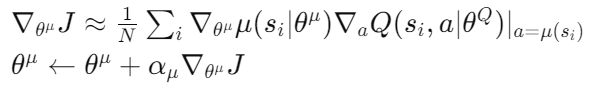 ∇_{θ^μ} J ≈ \frac{1}{N} ∑_i ∇_{θ^μ} μ(s_i|θ^μ) ∇_a Q(s_i, a|θ^Q)|_{a=μ(s_i)}
θ^μ ← θ^μ + α_μ ∇_{θ^μ} J